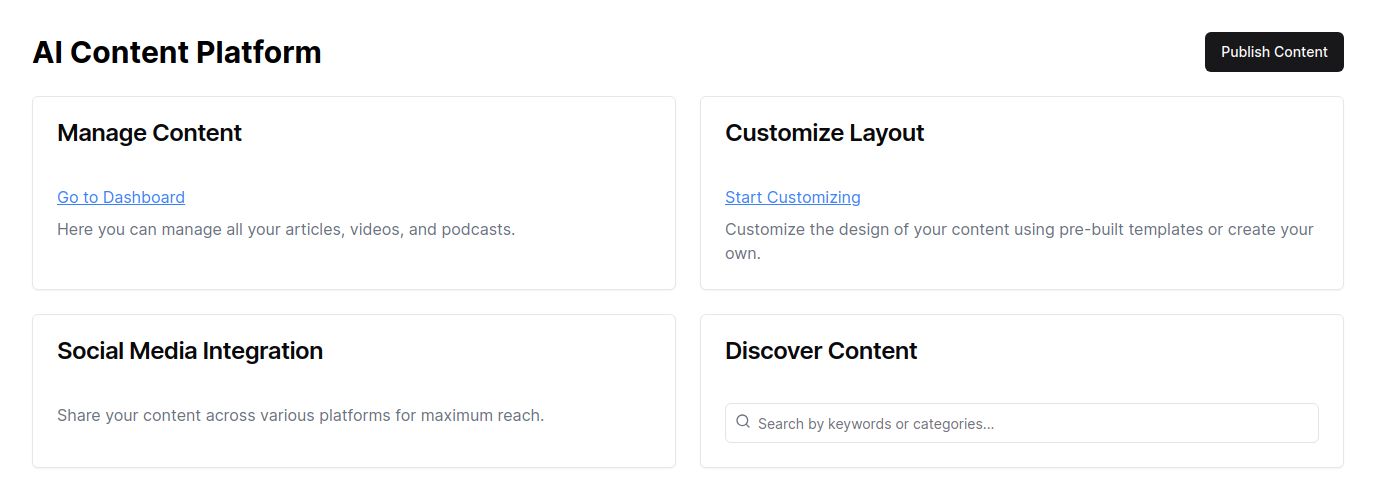 AI Content Platform
Publish Content
Manage Content
Go to Dashboard
Here you can manage all your articles, videos, and podcasts.
Customize Layout
Start Customizing
Customize the design of your content using pre-built templates or create your
own.
Social Media Integration
Share your content across various platforms for maximum reach.
Discover Content
Search by keywords or categories...